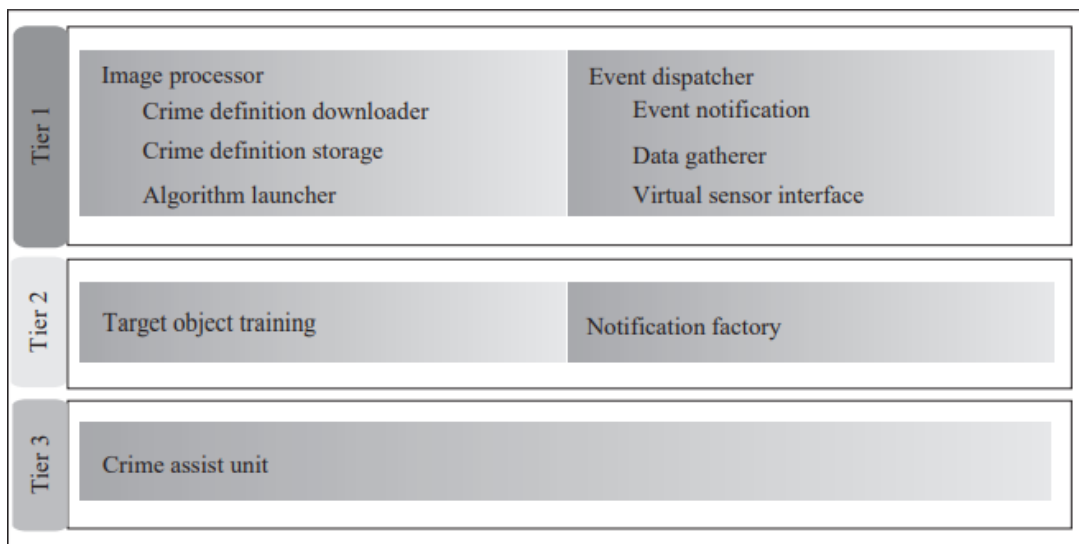 Tier 1
Image processor
Crime definition downloader
Crime definition storage
Algorithm launcher
Event dispatcher
Event notification
Data gatherer
Virtual sensor interface
Tier 2
Target object training
Notification factory
Tier 3
Crime assist unit